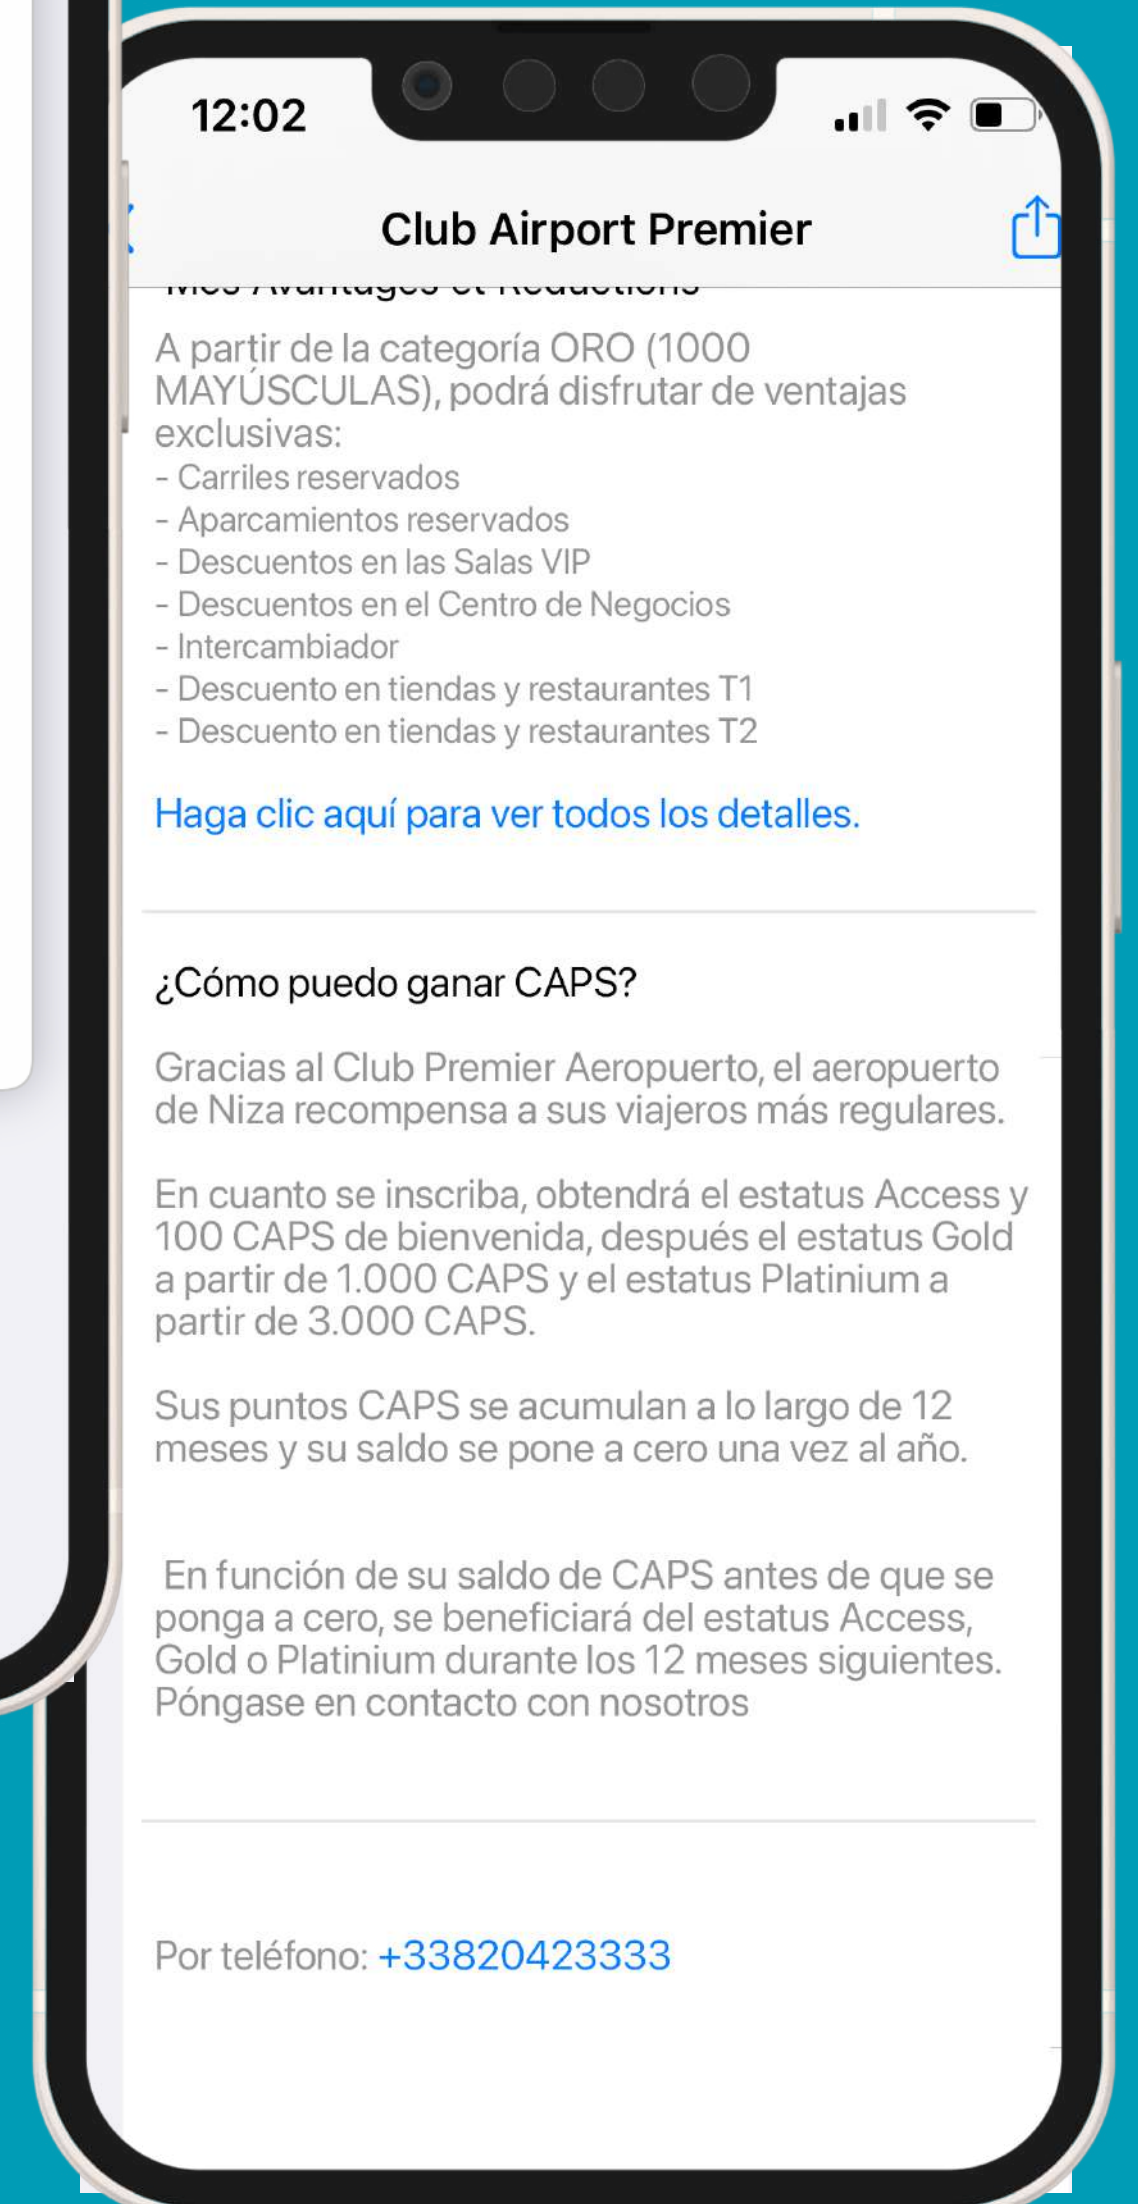 12:02
Club Airport Premier
Mes Avantages et Réductions
A partir de la categoría ORO (1000
MAYÚSCULAS), podrá disfrutar de ventajas
exclusivas:
- Carriles reservados
- Aparcamientos reservados
- Descuentos en las Salas VIP
- Descuentos en el Centro de Negocios
- Intercambiador
- Descuento en tiendas y restaurantes T1
- Descuento en tiendas y restaurantes T2
Haga clic aquí para ver todos los detalles.
¿Cómo puedo ganar CAPS?
Gracias al Club Premier Aeropuerto, el aeropuerto
de Niza recompensa a sus viajeros más regulares.
En cuanto se inscriba, obtendrá el estatus Access y
100 CAPS de bienvenida, después el estatus Gold
a partir de 1.000 CAPS y el estatus Platinium a
partir de 3.000 CAPS.
Sus puntos CAPS se acumulan a lo largo de 12
meses y su saldo se pone a cero una vez al año.
En función de su saldo de CAPS antes de que se
ponga a cero, se beneficiará del estatus Access,
Gold o Platinium durante los 12 meses siguientes.
Póngase en contacto con nosotros
Por teléfono: +33820423333